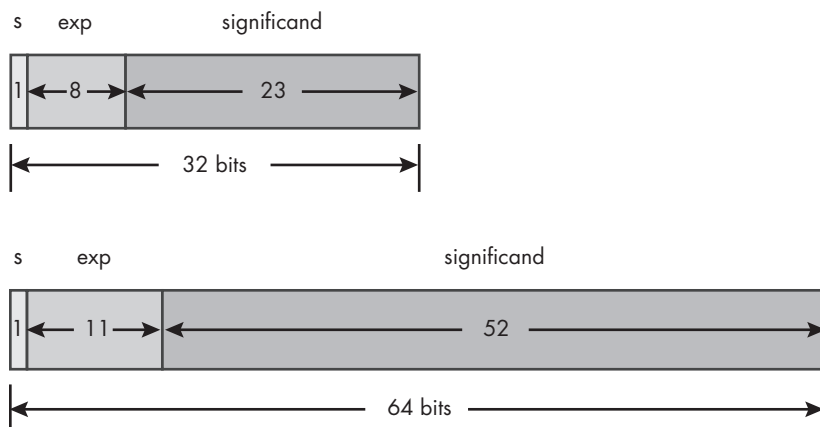 s exp significand
1 8 23
32 bits
s exp significand
1 11 52
64 bits